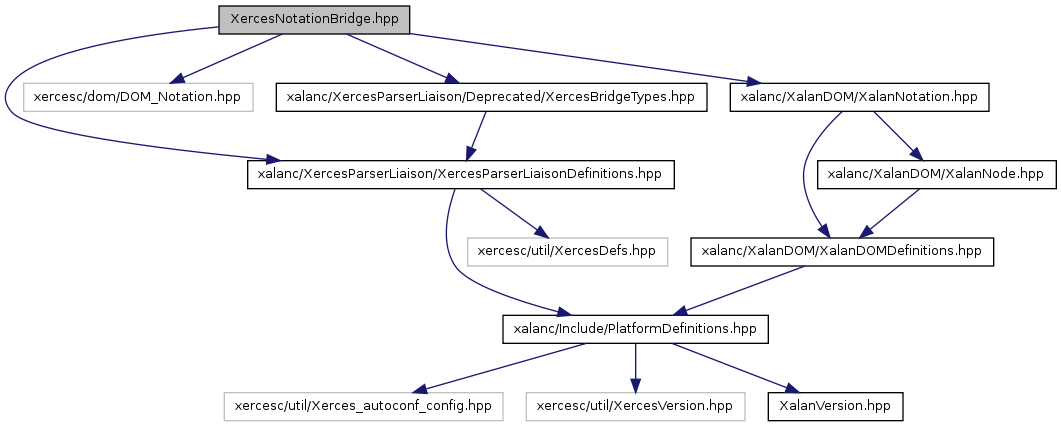 XercesNotationBridge.hpp
xercesc/dom/DOM_Notation.hpp
xalanc/XercesParserLiaison/Deprecated/XercesBridgeTypes.hpp
xalanc/XalanDOM/XalanNotation.hpp
xalanc/XercesParserLiaison/XercesParserLiaisonDefinitions.hpp
xalanc/XalanDOM/XalanNode.hpp
xercesc/util/XercesDefs.hpp
xalanc/XalanDOM/XalanDOMDefinitions.hpp
xalanc/Include/PlatformDefinitions.hpp
xercesc/util/Xerces_autoconf_config.hpp
xercesc/util/XercesVersion.hpp
XalanVersion.hpp